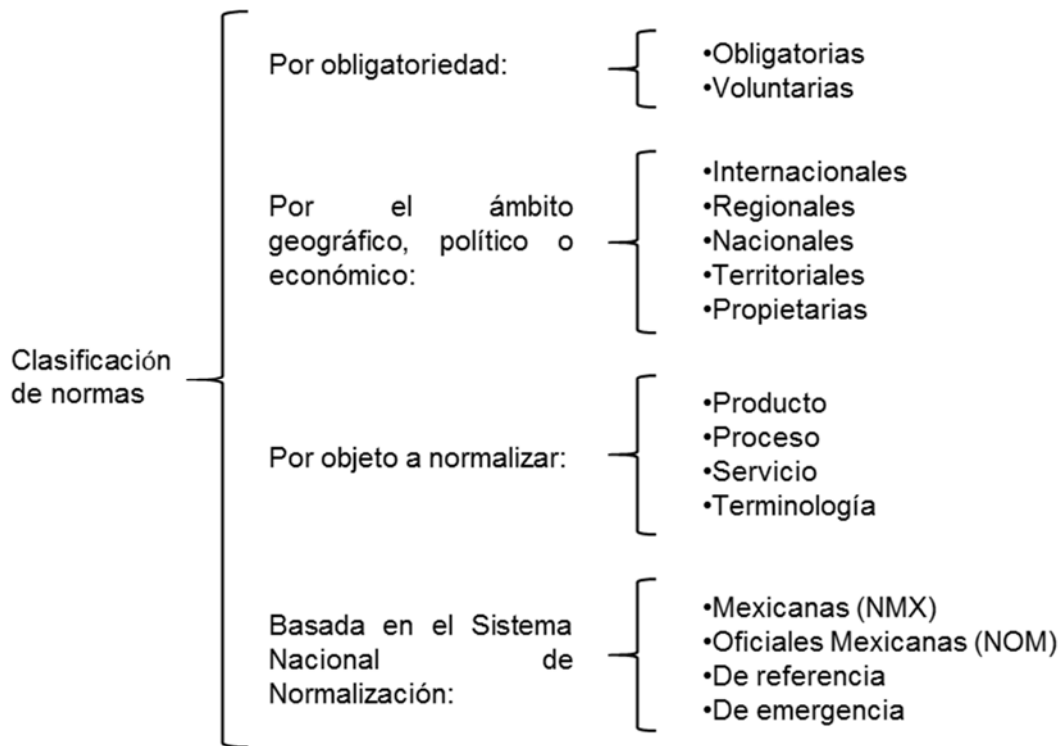 Clasificación
de normas
Por obligatoriedad:
•Obligatorias
•Voluntarias
Por el ámbito
geográfico, político o
económico:
•Internacionales
•Regionales
•Nacionales
•Territoriales
•Propietarias
Por objeto a normalizar:
•Producto
•Proceso
•Servicio
•Terminología
Basada en el Sistema
Nacional de
Normalización:
•Mexicanas (NMX)
•Oficiales Mexicanas (NOM)
•De referencia
•De emergencia